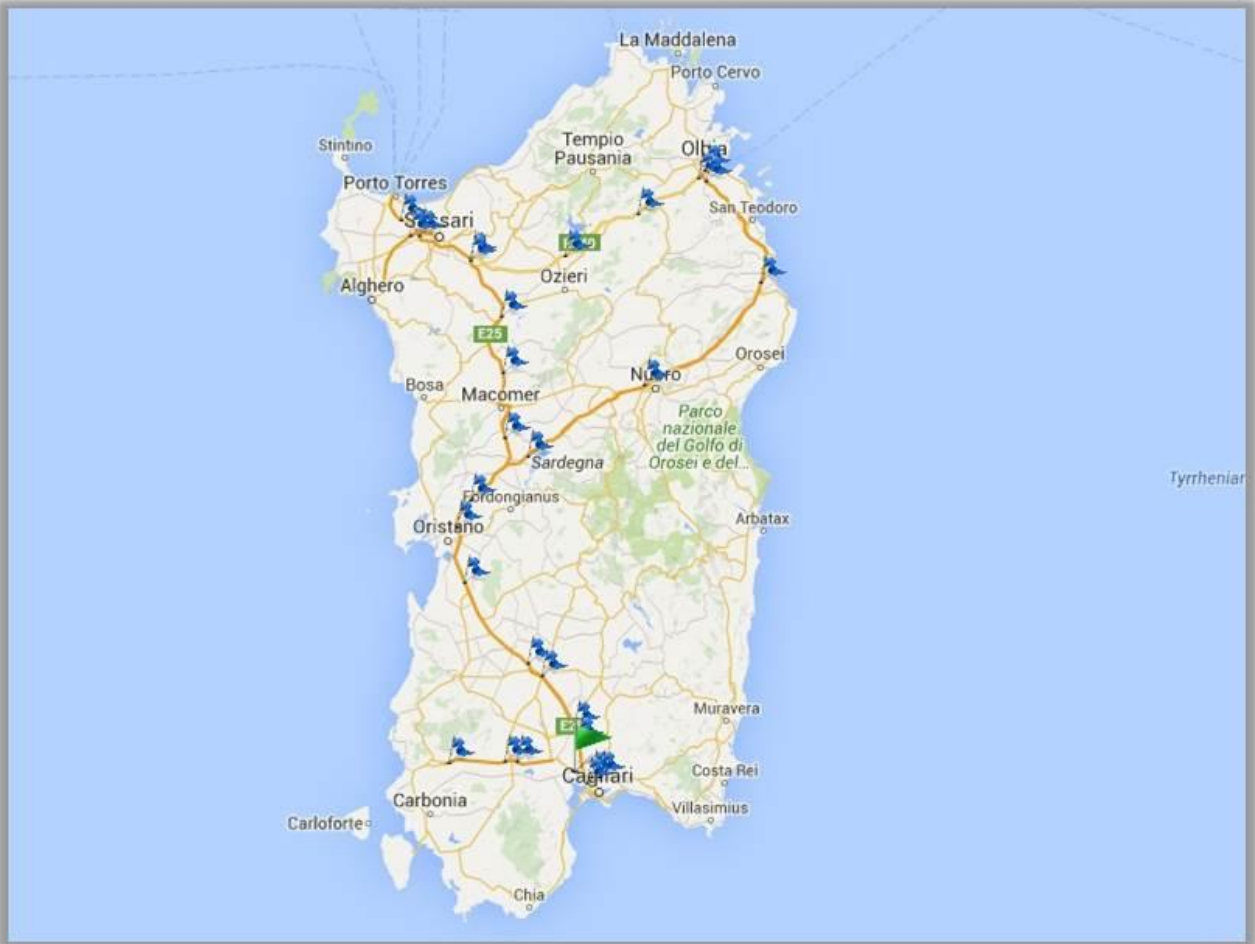 La Maddalena
Porto Cervo
Tempio
Pausania
Olbia
Stintino
Porto Torres
San Teodoro
Sassari
Ozieri
Alghero
E25
Orosei
Nuoro
Bosa
Macomer
Parco
nazionale
del Golfo di
Orosei e del...
Sardegna
Tyrrhenian
Fordongianus
Oristano
Arbatax
Muravera
Cagliari
Costa Rei
Carbonia
Villasimius
Carloforte
Chia